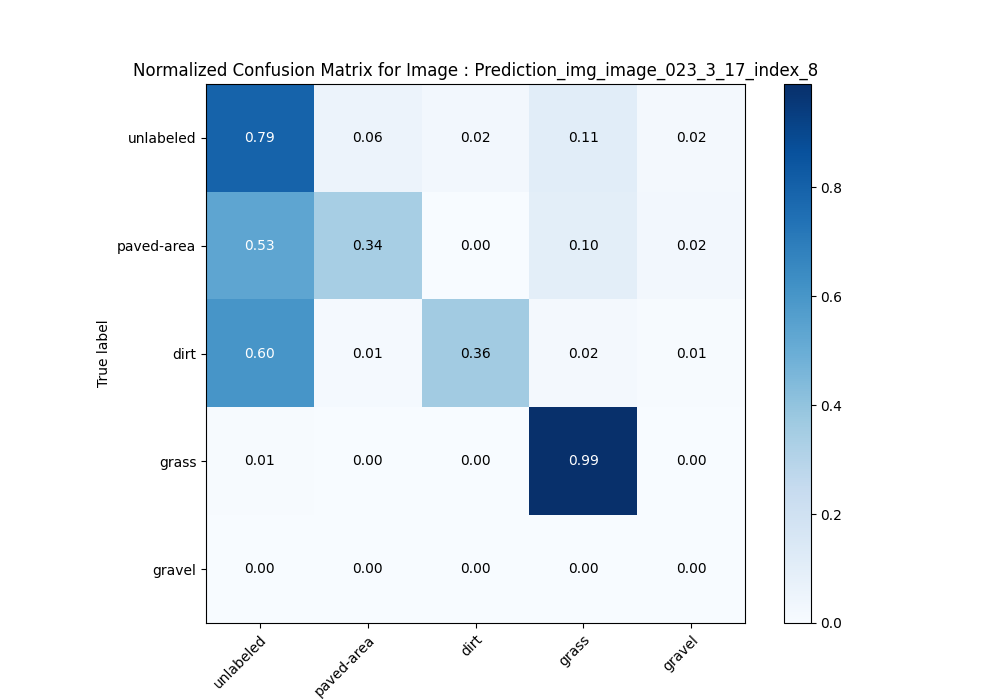 Normalized Confusion Matrix for Image : Prediction_img_image_023_3_17_index_8
unlabeled 0.79 0.06 0.02 0.11 0.02
paved-area 0.53 0.34 0.00 0.10 0.02
dirt 0.60 0.01 0.36 0.02 0.01
grass 0.01 0.00 0.00 0.99 0.00
gravel 0.00 0.00 0.00 0.00 0.00
True label
unlabeled paved-area dirt grass gravel
0.8
0.6
0.4
0.2
0.0